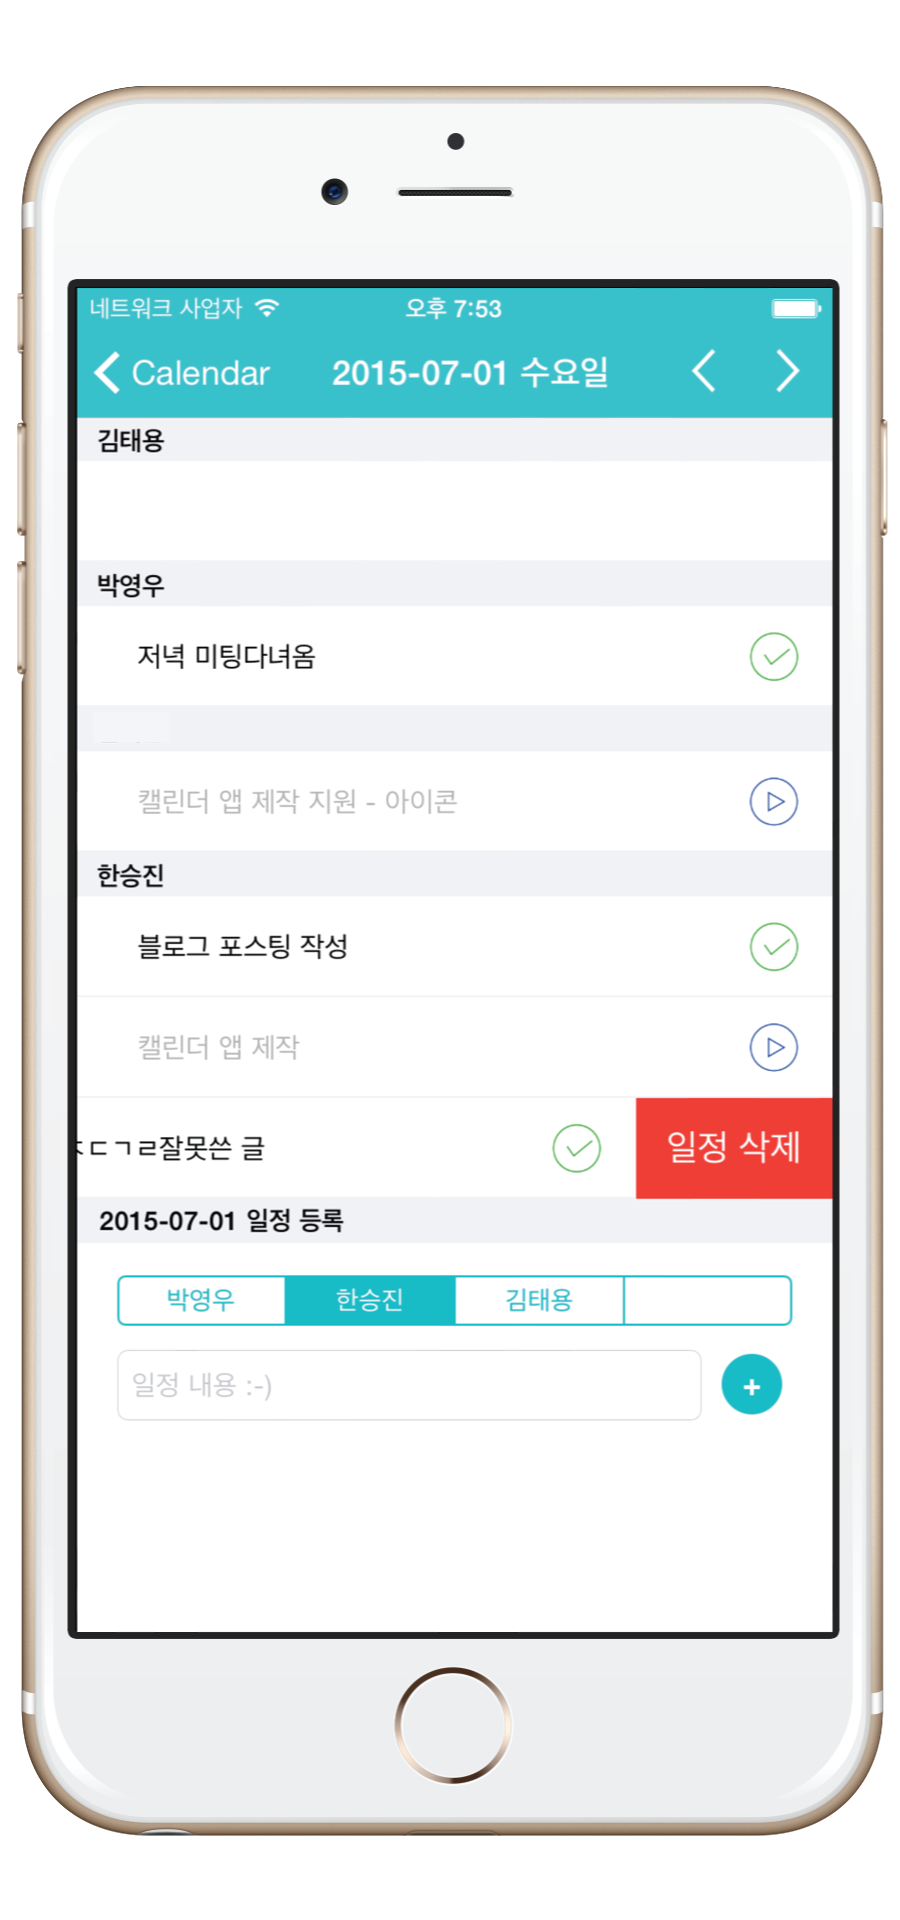 네트워크 사업자 오후 7:53
Calendar 2015-07-01 수요일
김태용
박영우
저녁 미팅다녀옴
캘린더 앱 제작 지원 - 아이콘
한승진
블로그 포스팅 작성
캘린더 앱 제작
ㄷㄱㄹ잘못쓴 글 일정 삭제
2015-07-01 일정 등록
박영우 한승진 김태용
일정 내용 :-)
+